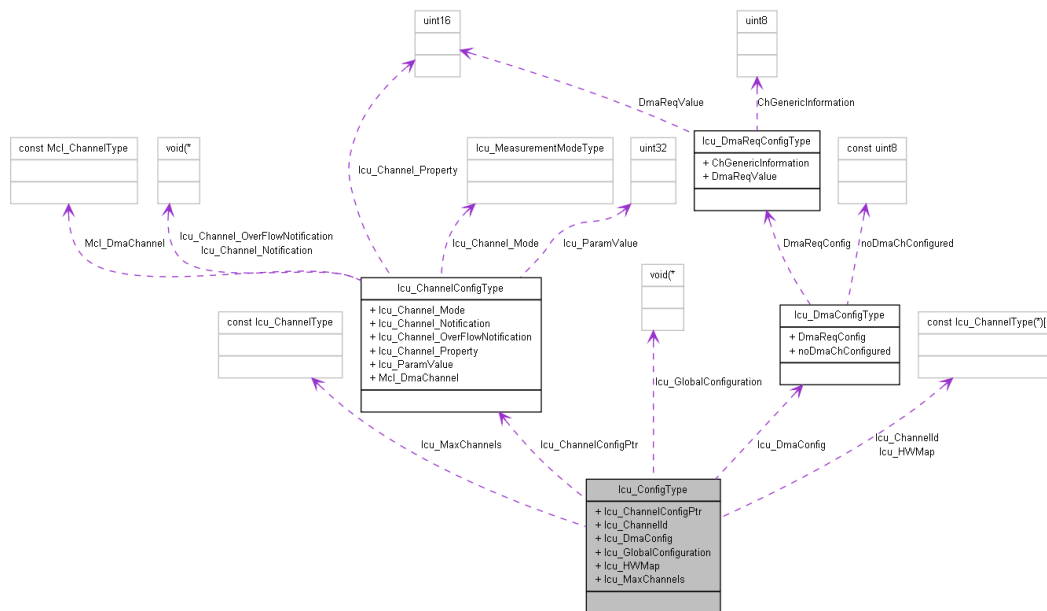 uint16
uint8
DmaReqValue
ChGenericInformation
const Mcl_ChannelType
void(*
Icu_MeasurementModeType
uint32
Icu_DmaReqConfigType
+ ChGenericInformation
+ DmaReqValue
const uint8
Icu_Channel_Property
Mcl_DmaChannel
Icu_Channel_OverFlowNotification
Icu_Channel_Notification
Icu_Channel_Mode
Icu_ParamValue
DmaReqConfig
noDmaChConfigured
void(*
Icu_ChannelConfigType
+ Icu_Channel_Mode
+ Icu_Channel_Notification
+ Icu_Channel_OverFlowNotification
+ Icu_Channel_Property
+ Icu_ParamValue
+ Mcl_DmaChannel
const Icu_ChannelType
Icu_DmaConfigType
+ DmaReqConfig
+ noDmaChConfigured
const Icu_ChannelType(*)[
Icu_GlobalConfiguration
Icu_MaxChannels
Icu_ChannelConfigPtr
Icu_DmaConfig
Icu_ChannelId
Icu_HWMap
Icu_ConfigType
+ Icu_ChannelConfigPtr
+ Icu_ChannelId
+ Icu_DmaConfig
+ Icu_GlobalConfiguration
+ Icu_HWMap
+ Icu_MaxChannels